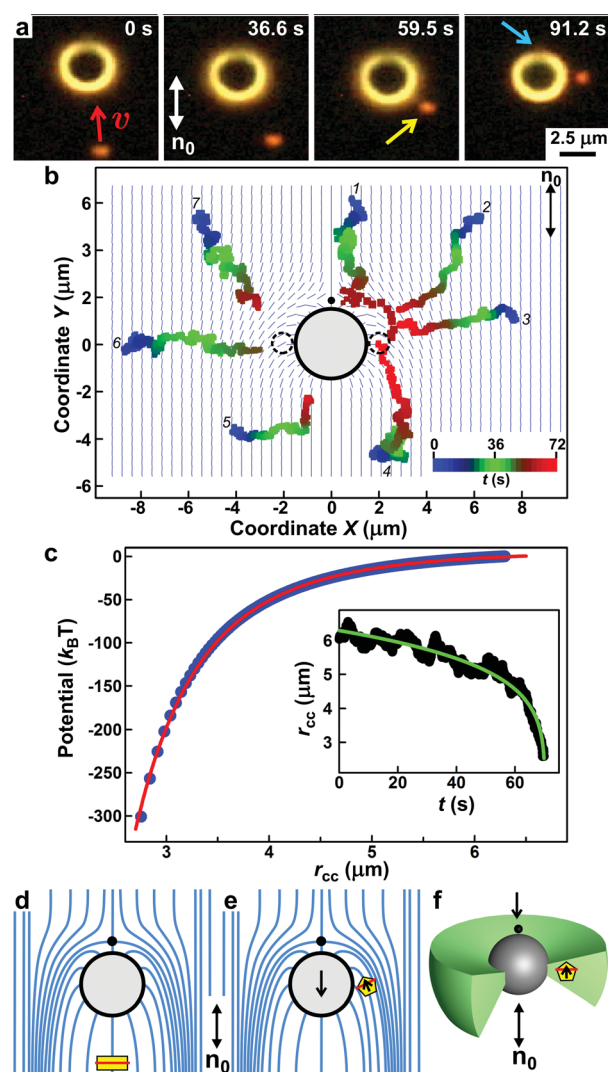 a
0 s
36.6 s
59.5 s
91.2 s
v
n0
2.5 μm
b
n0
7
1
2
3
6
5
4
6
3
2
0
-2
-4
-6
Coordinate Y (μm)
0 36 72
t (s)
-8 -6 -4 -2 0 2 4 6 8
Coordinate X (μm)
c
0
-50
-100
-150
-200
-250
-300
Potential (kBT)
6
5
4
3
rcc (μm)
0 20 40 60
t (s)
3 4 5 6
rcc (μm)
d
e
f
n0
n0
n0